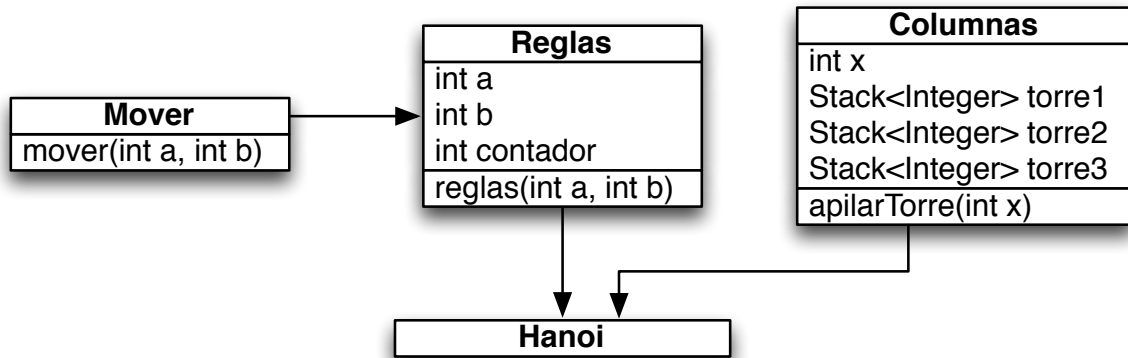 Mover
mover(int a, int b)
Reglas
int a
int b
int contador
reglas(int a, int b)
Columnas
int x
Stack<Integer> torre1
Stack<Integer> torre2
Stack<Integer> torre3
apilarTorre(int x)
Hanoi